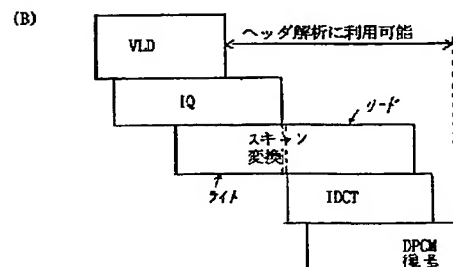 (B)
VLD
ヘッダ解析に利用可能
IQ
リード
スキャン
変換
ライト
IDCT
DPCM
復号